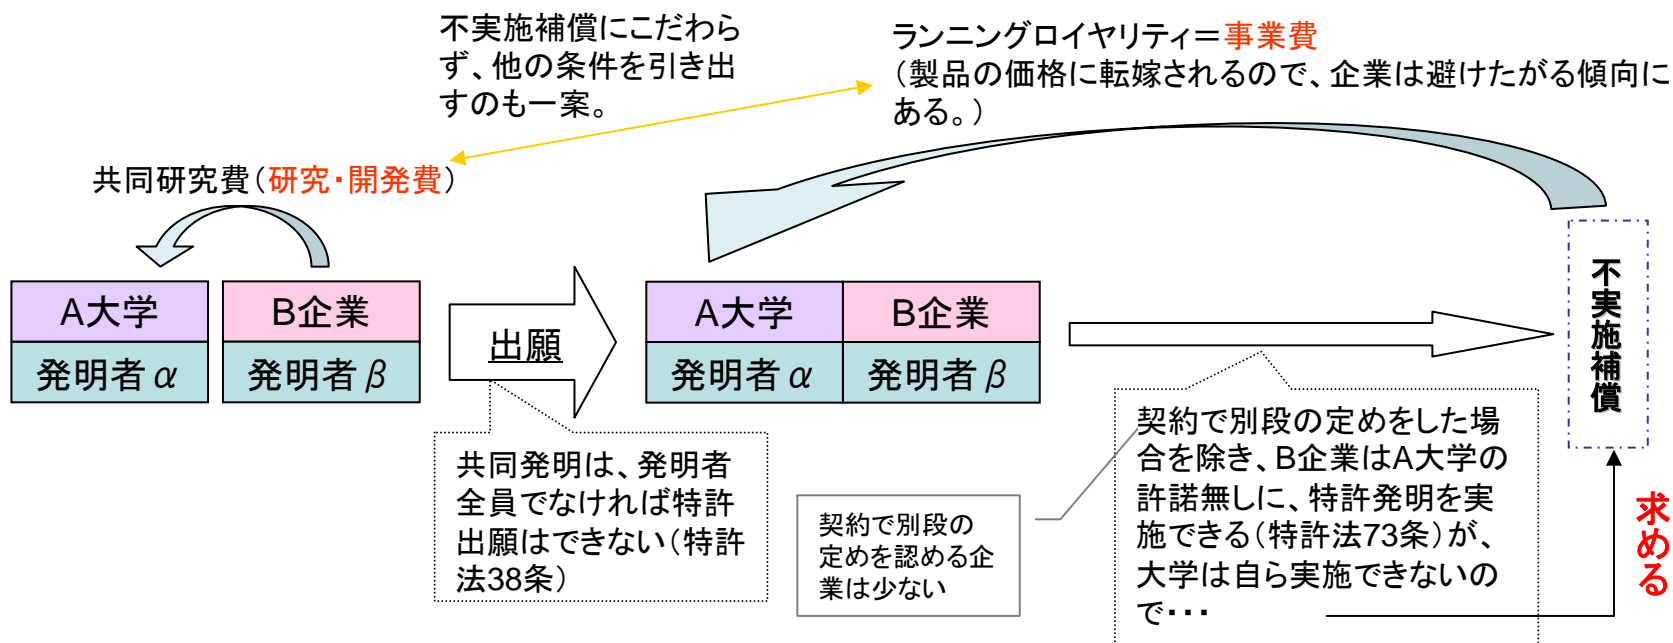 不実施補償にこだわら
ず、他の条件を引き出
すのも一案。
ランニングロイヤリティ＝事業費
（製品の価格に転嫁されるので、企業は避けたがる傾向に
ある。）
共同研究費（研究・開発費）
A大学
B企業
発明者α
発明者β
出願
A大学
B企業
発明者α
発明者β
不実施補償
共同発明は、発明者
全員でなければ特許
出願はできない（特許
法38条）
契約で別段の
定めを認める企
業は少ない
契約で別段の定めをした場
合を除き、B企業はA大学の
許諾無しに、特許発明を実
施できる（特許法73条）が、
大学は自ら実施できないの
で・・・
求める